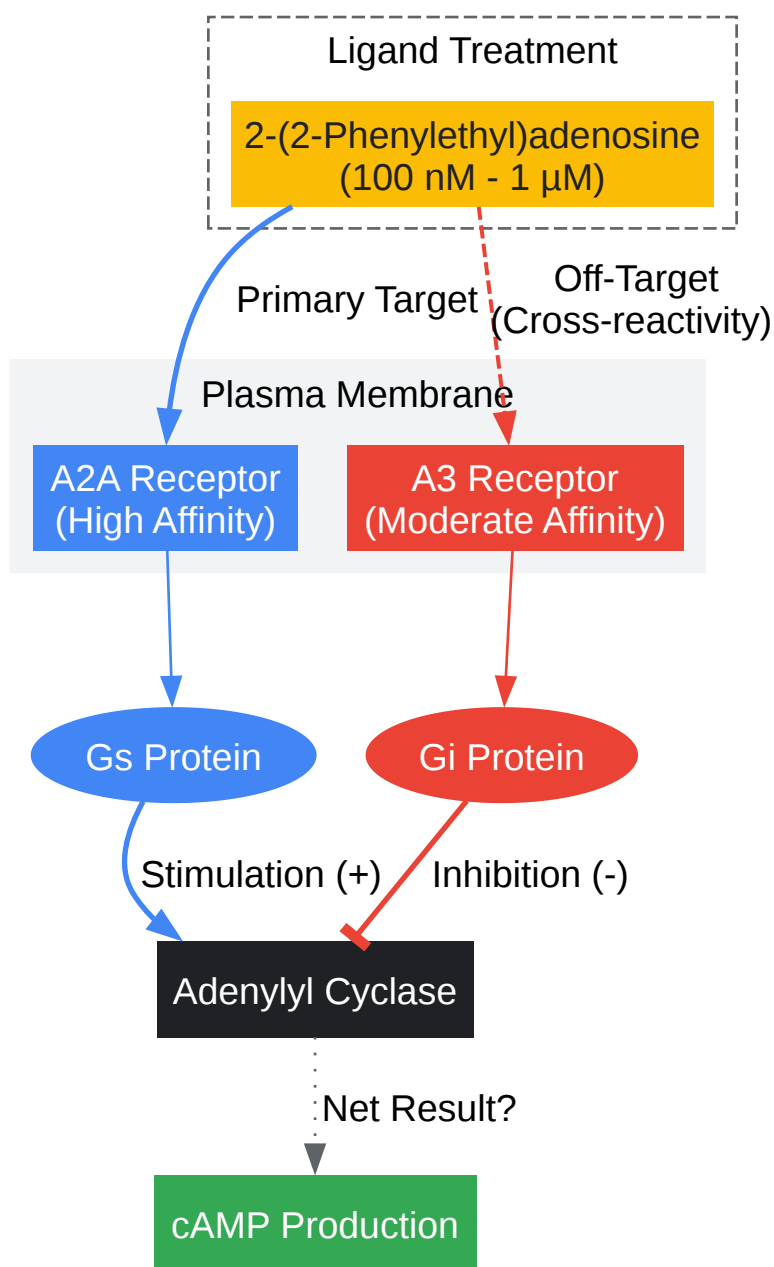 Ligand Treatment
2-(2-Phenylethyl)adenosine
(100 nM - 1 µM)
Primary Target
Off-Target
(Cross-reactivity)
Plasma Membrane
A2A Receptor
(High Affinity)
A3 Receptor
(Moderate Affinity)
Gs Protein
Gi Protein
Stimulation (+)
Inhibition (-)
Adenylyl Cyclase
Net Result?
cAMP Production